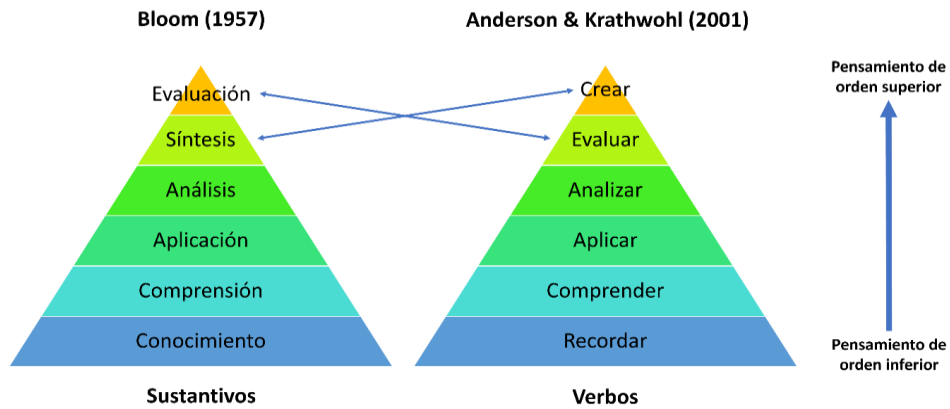 Bloom (1957)
Anderson & Krathwohl (2001)
Evaluación
Síntesis
Análisis
Aplicación
Comprensión
Conocimiento
Sustantivos
Crear
Evaluar
Analizar
Aplicar
Comprender
Recordar
Verbos
Pensamiento de
orden superior
Pensamiento de
orden inferior